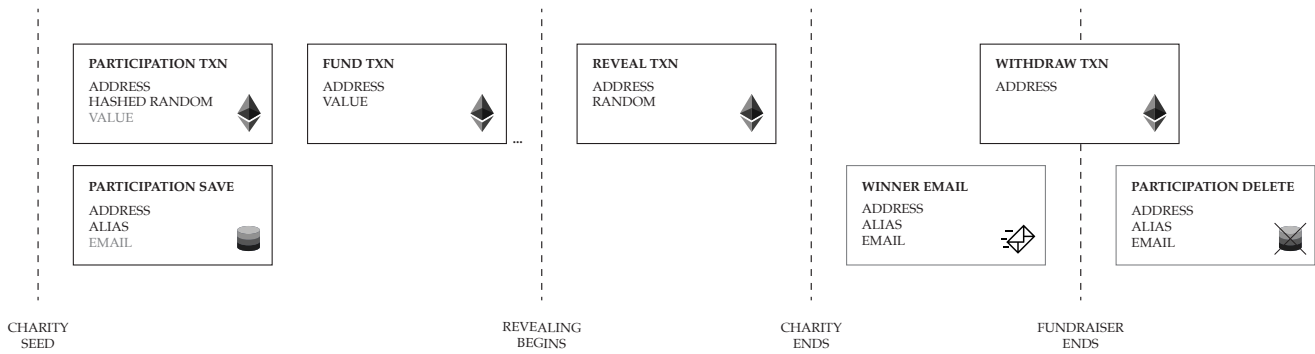 PARTICIPATION TXN
ADDRESS
HASHED RANDOM
VALUE
FUND TXN
ADDRESS
VALUE
...
REVEAL TXN
ADDRESS
RANDOM
WITHDRAW TXN
ADDRESS
PARTICIPATION SAVE
ADDRESS
ALIAS
EMAIL
WINNER EMAIL
ADDRESS
ALIAS
EMAIL
PARTICIPATION DELETE
ADDRESS
ALIAS
EMAIL
CHARITY
SEED
REVEALING
BEGINS
CHARITY
ENDS
FUNDRAISER
ENDS